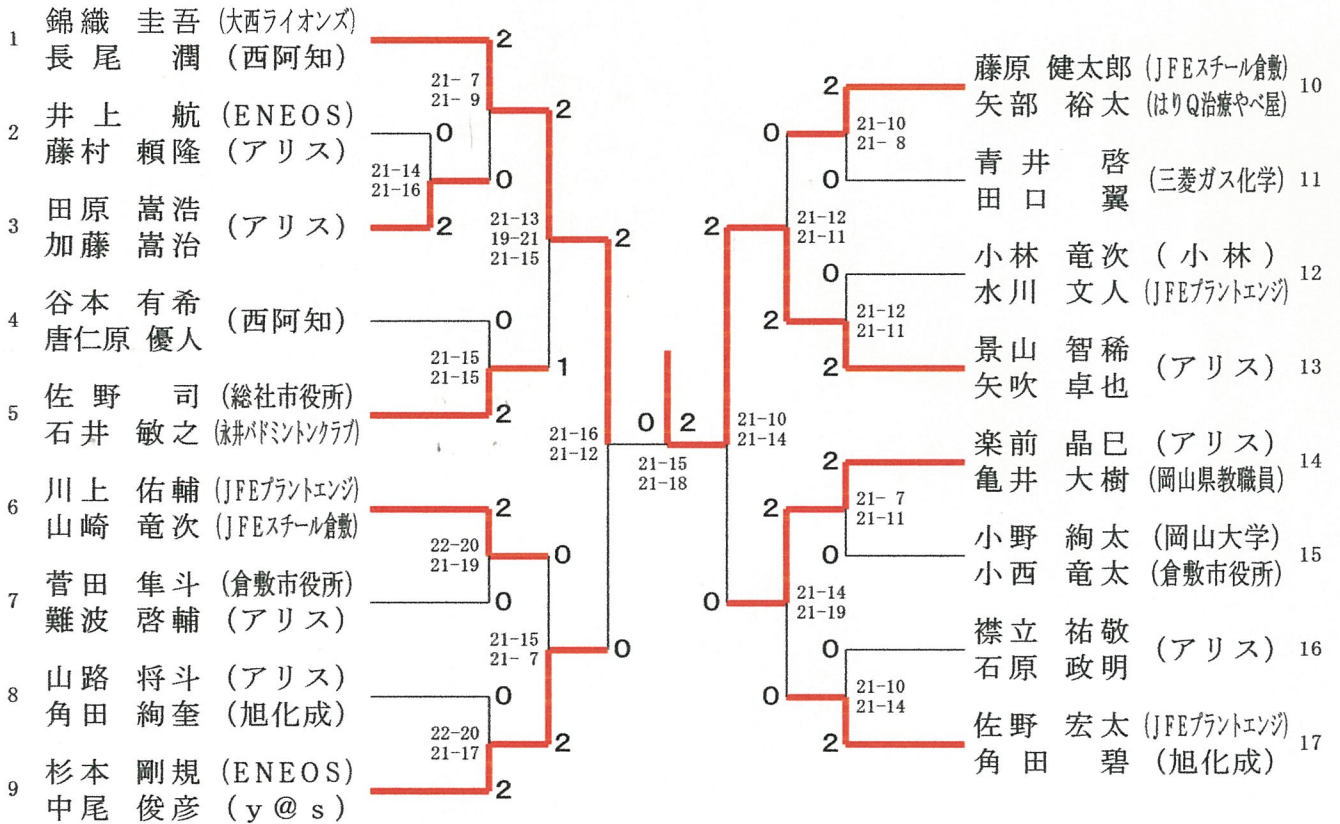 1 錦織 圭吾 (大西ライオンズ)
長尾 潤 (西阿知)
2 井上 航 (ENEOS)
藤村 頼隆 (アリス)
3 田原 嵩浩 (アリス)
加藤 嵩治
4 谷本 有希 (西阿知)
唐仁原 優人
5 佐野 司 (総社市役所)
石井 敏之 (永井バドミントンクラブ)
6 川上 佑輔 (JFEプラントエンジ)
山崎 竜次 (JFEスチール倉敷)
7 菅田 隼斗 (倉敷市役所)
難波 啓輔 (アリス)
8 山路 将斗 (アリス)
角田 絢奎 (旭化成)
9 杉本 剛規 (ENEOS)
中尾 俊彦 (y@s)
2
21- 7
21- 9
2
0
21-14
21-16
0
2
21-13
19-21
21-15
2
0
21-15
21-15
1
2
21-16
21-12
2
22-20
21-19
0
0
21-15
21- 7
0
0
22-20
21-17
2
2
0 2
21-15
21-18
2
0
21-10
21- 8
0
2
21-12
21-11
0
2
21-12
21-11
2
21-10
21-14
2
2
21- 7
21-11
0
0
21-14
21-19
0
0
21-10
21-14
2
藤原 健太郎 (JFEスチール倉敷) 10
矢部 裕太 (はりQ治療やべ屋)
青井 啓 (三菱ガス化学) 11
田口 翼
小林 竜次 (小林) 12
水川 文人 (JFEプラントエンジ)
景山 智稀 (アリス) 13
矢吹 卓也
楽前 晶巳 (アリス) 14
亀井 大樹 (岡山県教職員)
小野 絢太 (岡山大学) 15
小西 竜太 (倉敷市役所)
襟立 祐敬 (アリス) 16
石原 政明
佐野 宏太 (JFEプラントエンジ) 17
角田 碧 (旭化成)